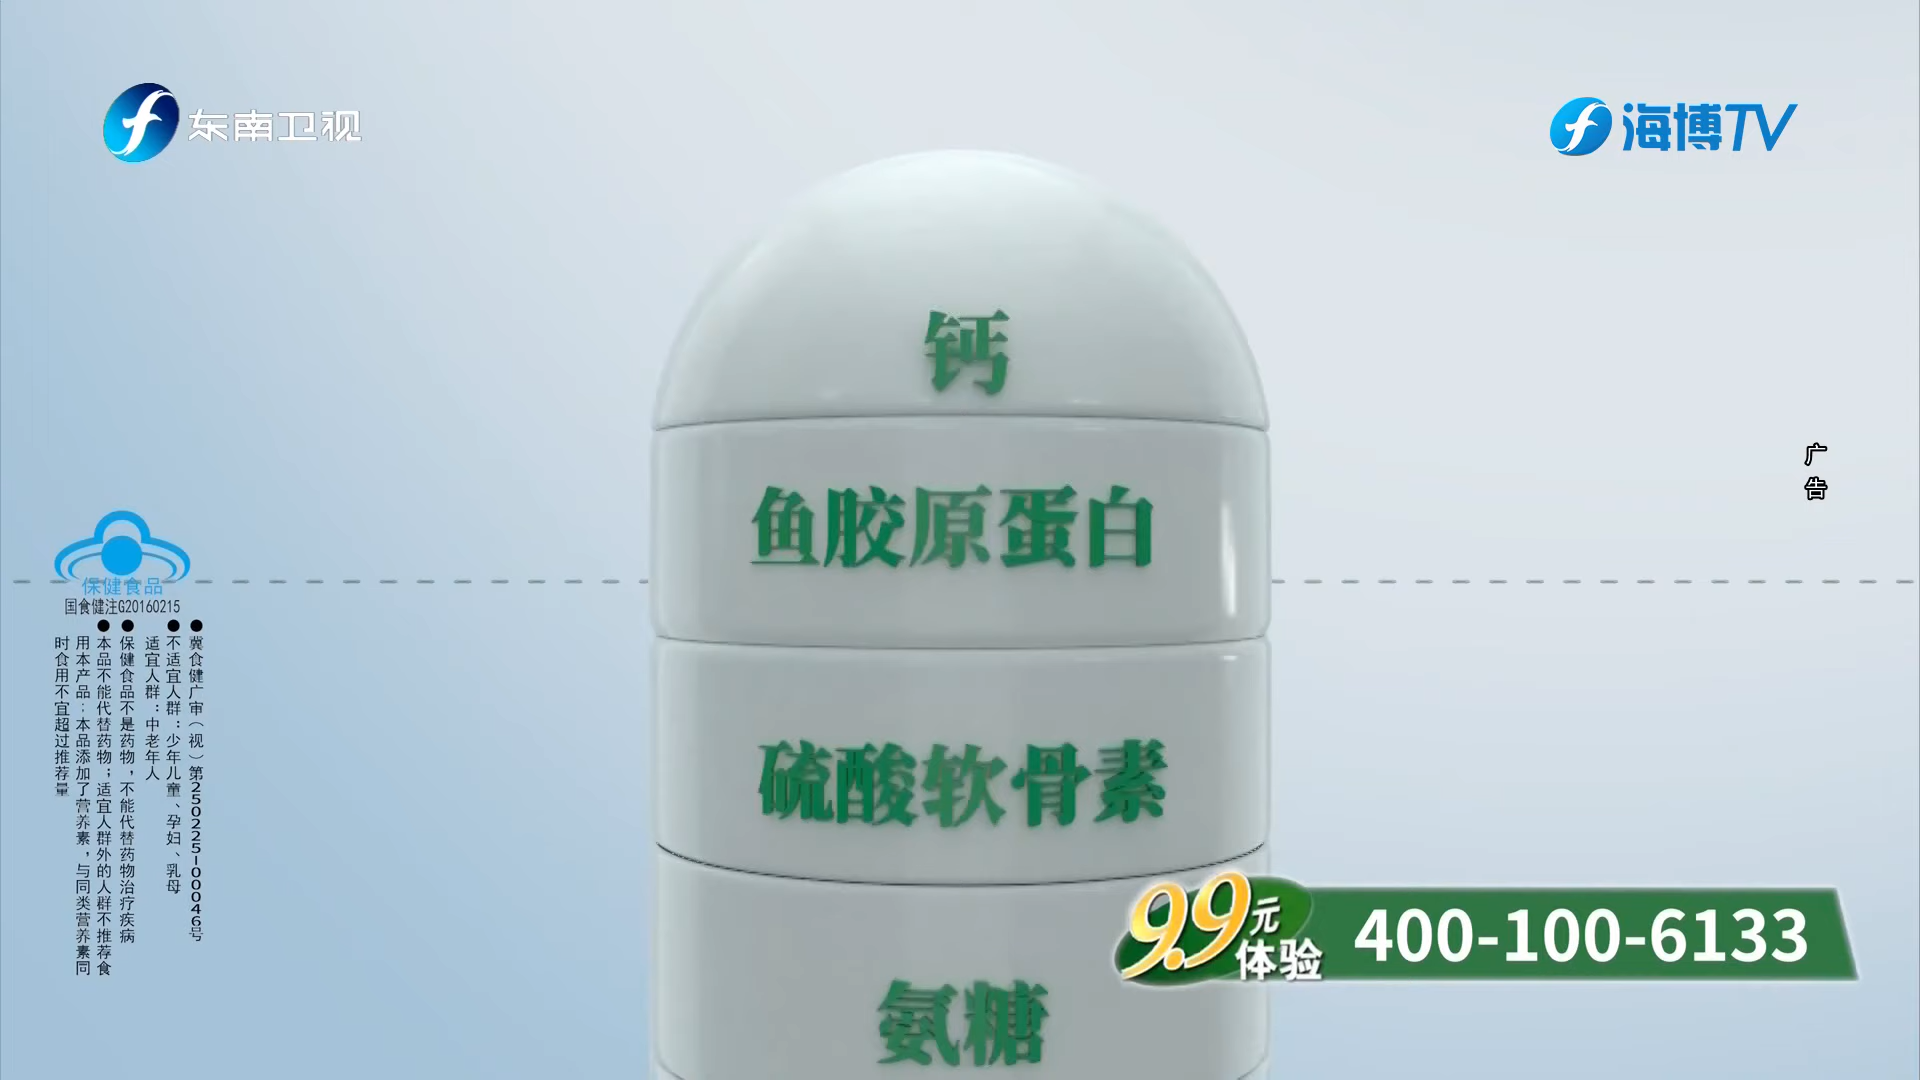 东南卫视
海博TV
钙
鱼胶原蛋白
硫酸软骨素
氨糖
广告
保健食品
国食健注G20160215
●冀食健广审(视)第250225-00046号
●不适宜人群:少年儿童、孕妇、乳母
适宜人群:中老年人
●保健食品不是药物,不能代替药物治疗疾病
●本品不能代替药物;适宜人群外的人群不推荐食
用本产品;本品添加了营养素,与同类营养素同
时食用不宜超过推荐量
9.9元体验
400-100-6133